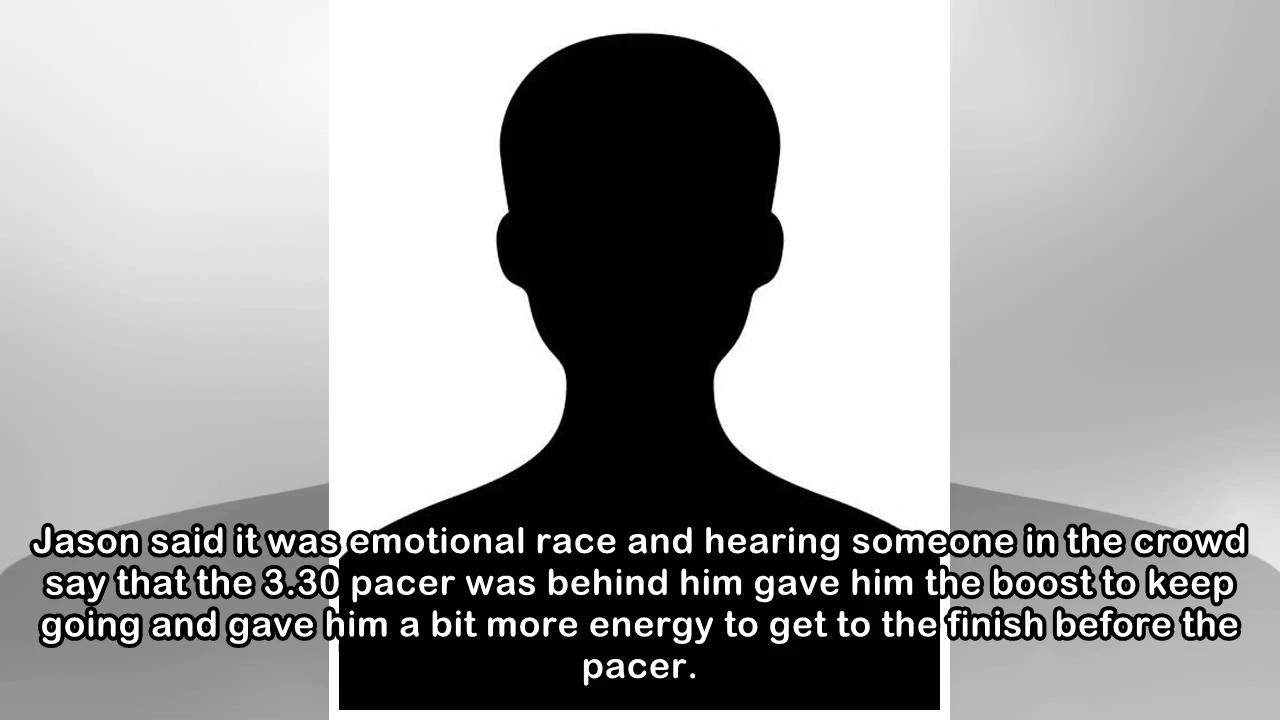 Jason said it was emotional race and hearing someone in the crowd
say that the 3.30 pacer was behind him gave him the boost to keep
going and gave him a bit more energy to get to the finish before the
pacer.